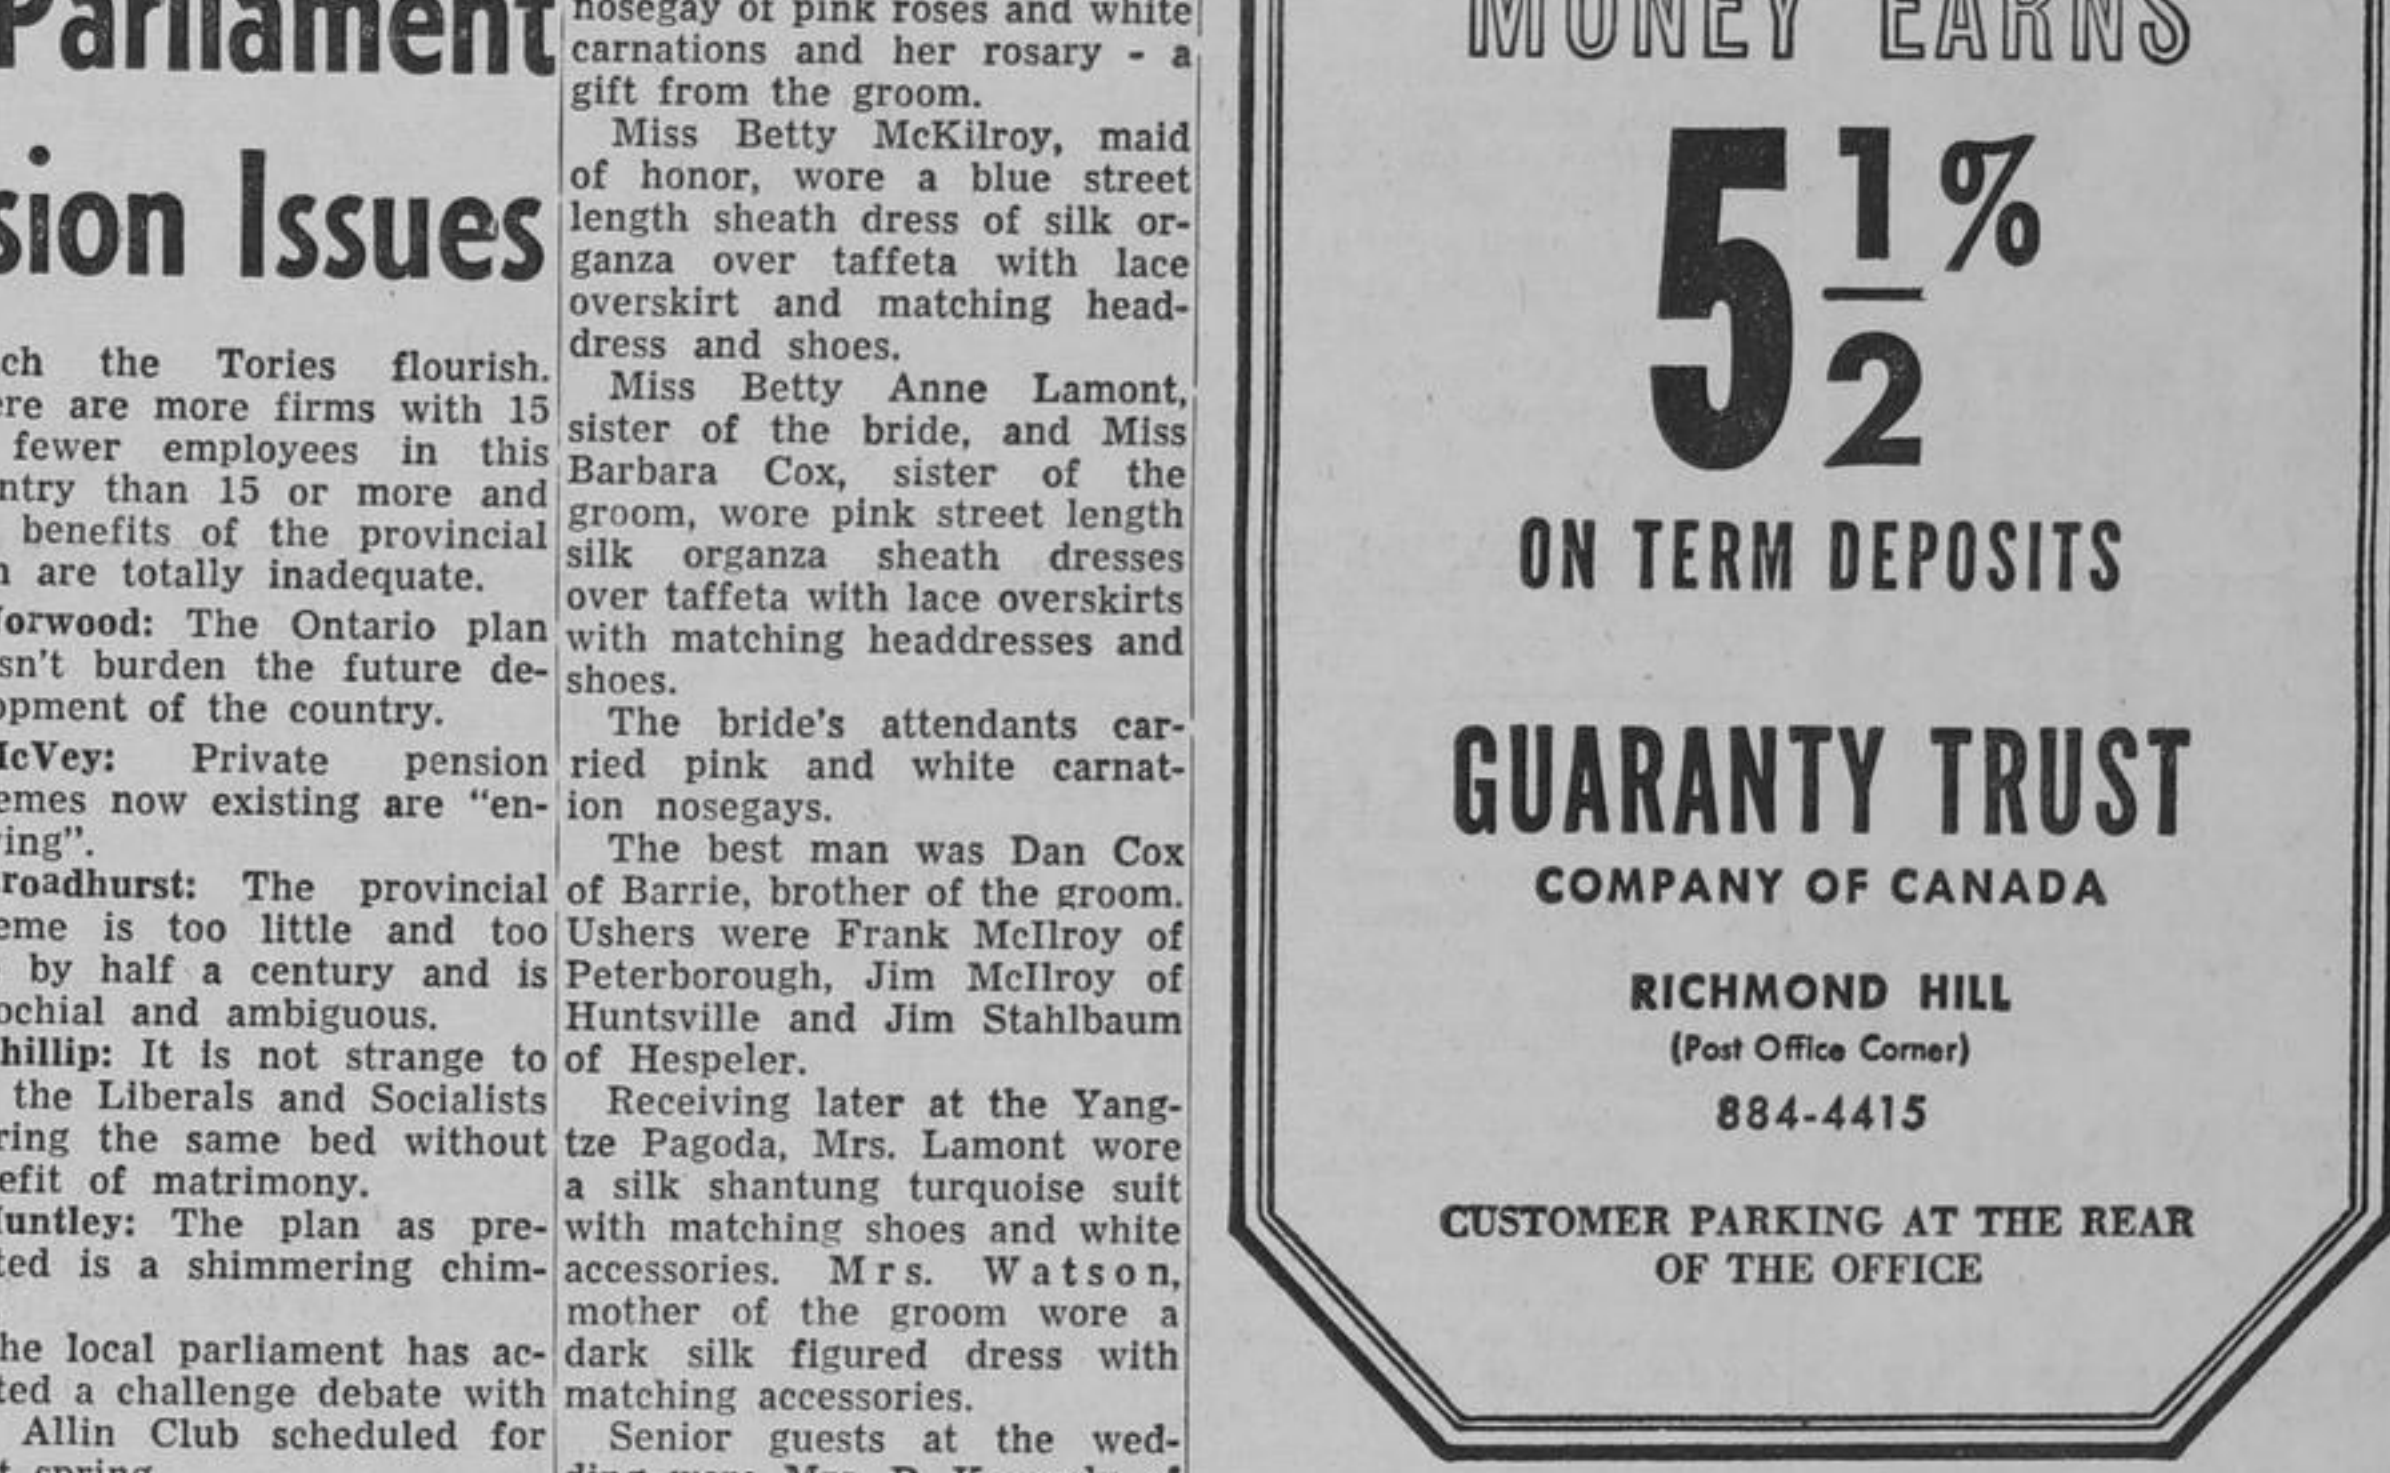 Parliament
sion Issues
ch the Tories flourish.
ere are more firms with 15
fewer employees in this
ntry than 15 or more and
benefits of the provincial
n are totally inadequate.
orwood: The Ontario plan
sn't burden the future de-
opment of the country.
McVey: Private pension
emes now existing are "en-
ing".
roadhurst: The provincial
eme is too little and too
by half a century and is
ochial and ambiguous.
hillip: It is not strange to
the Liberals and Socialists
ring the same bed without
efit of matrimony.
untley: The plan as pre-
ted is a shimmering chim-
he local parliament has ac-
ted a challenge debate with
Allin Club scheduled for
t spring.
nosegay of pink roses and white
carnations and her rosary - a
gift from the groom.
Miss Betty McKilroy, maid
of honor, wore a blue street
length sheath dress of silk or-
ganza over taffeta with lace
overskirt and matching head-
dress and shoes.
Miss Betty Anne Lamont,
sister of the bride, and Miss
Barbara Cox, sister of the
groom, wore pink street length
silk organza sheath dresses
over taffeta with lace overskirts
with matching headdresses and
shoes.
The bride's attendants car-
ried pink and white carnat-
ion nosegays.
The best man was Dan Cox
of Barrie, brother of the groom.
Ushers were Frank McIlroy of
Peterborough, Jim McIlroy of
Huntsville and Jim Stahlbaum
of Hespeler.
Receiving later at the Yang-
tze Pagoda, Mrs. Lamont wore
a silk shantung turquoise suit
with matching shoes and white
accessories. Mrs. Watson,
mother of the groom wore a
dark silk figured dress with
matching accessories.
Senior guests at the wed-
MONEY EARNS
5 1/2 %
ON TERM DEPOSITS
GUARANTY TRUST
COMPANY OF CANADA
RICHMOND HILL
(Post Office Corner)
884-4415
CUSTOMER PARKING AT THE REAR
OF THE OFFICE